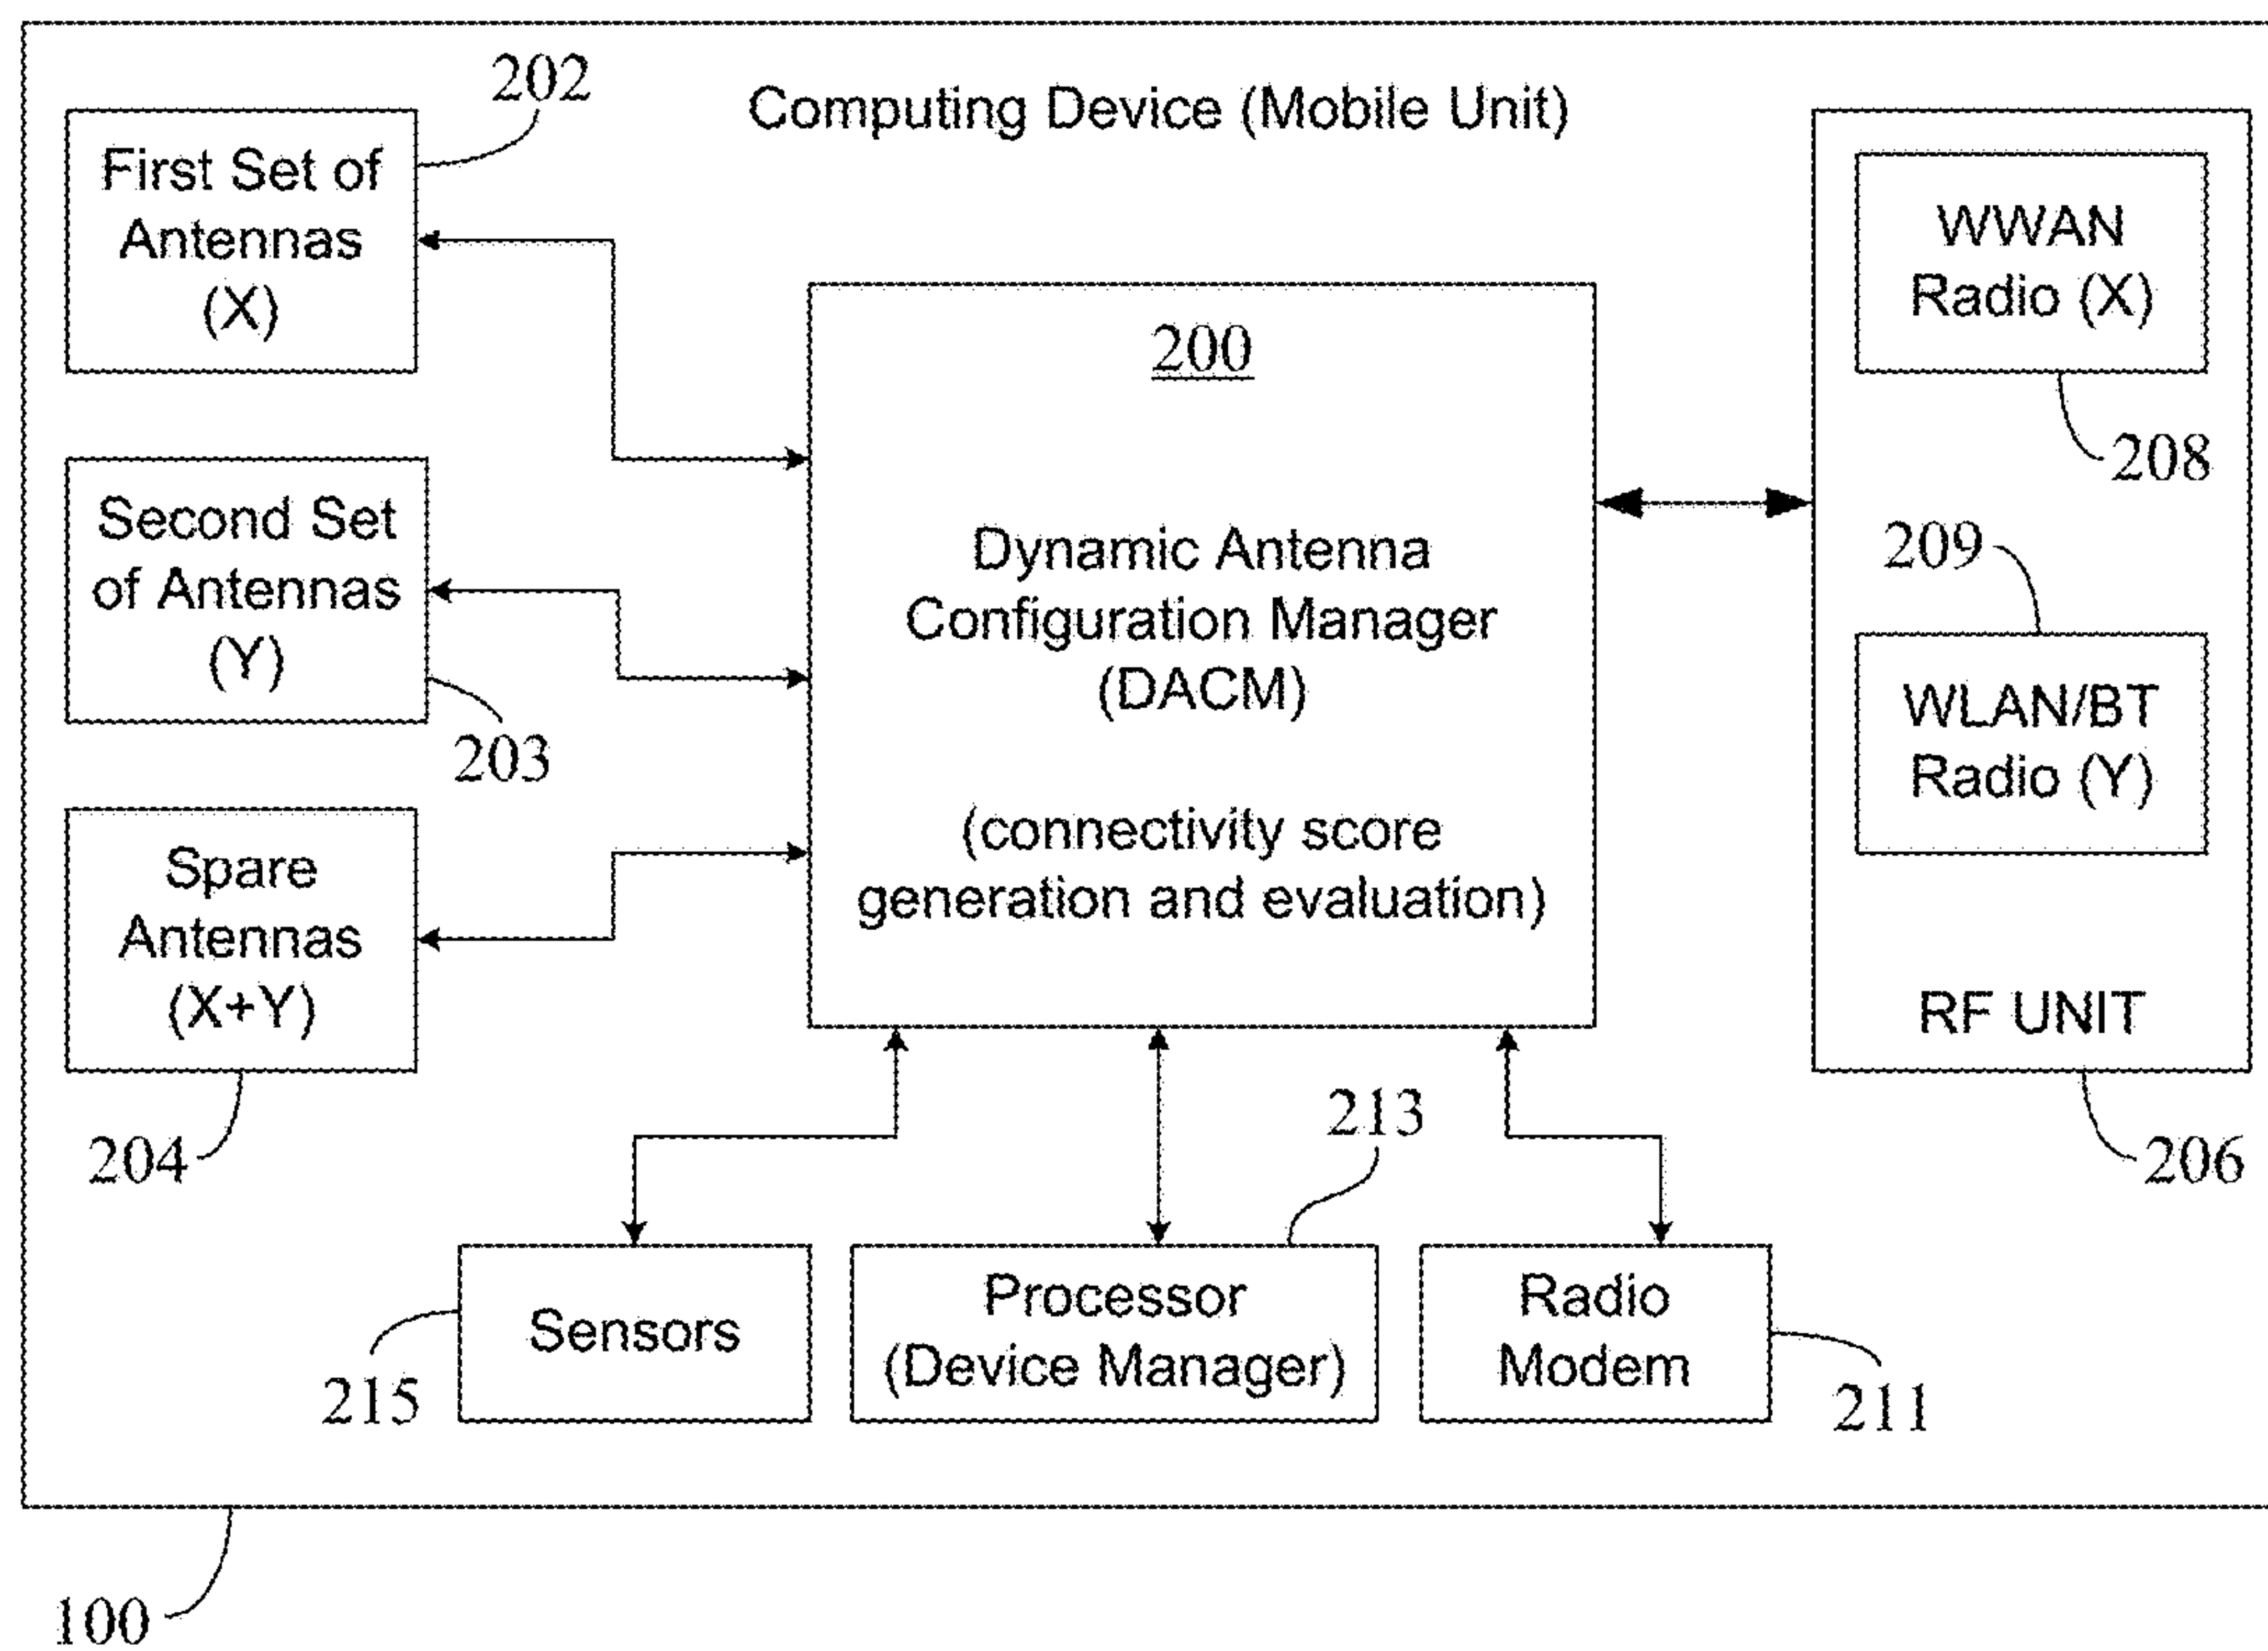 202
Computing Device (Mobile Unit)
First Set of
Antennas
(X)
WWAN
Radio (X)
208
200
Second Set
of Antennas
(Y)
203
Dynamic Antenna
Configuration Manager
(DACM)
(connectivity score
generation and evaluation)
209
WLAN/BT
Radio (Y)
RF UNIT
206
Spare
Antennas
(X+Y)
204
213
215
Sensors
Processor
(Device Manager)
Radio
Modem
211
100